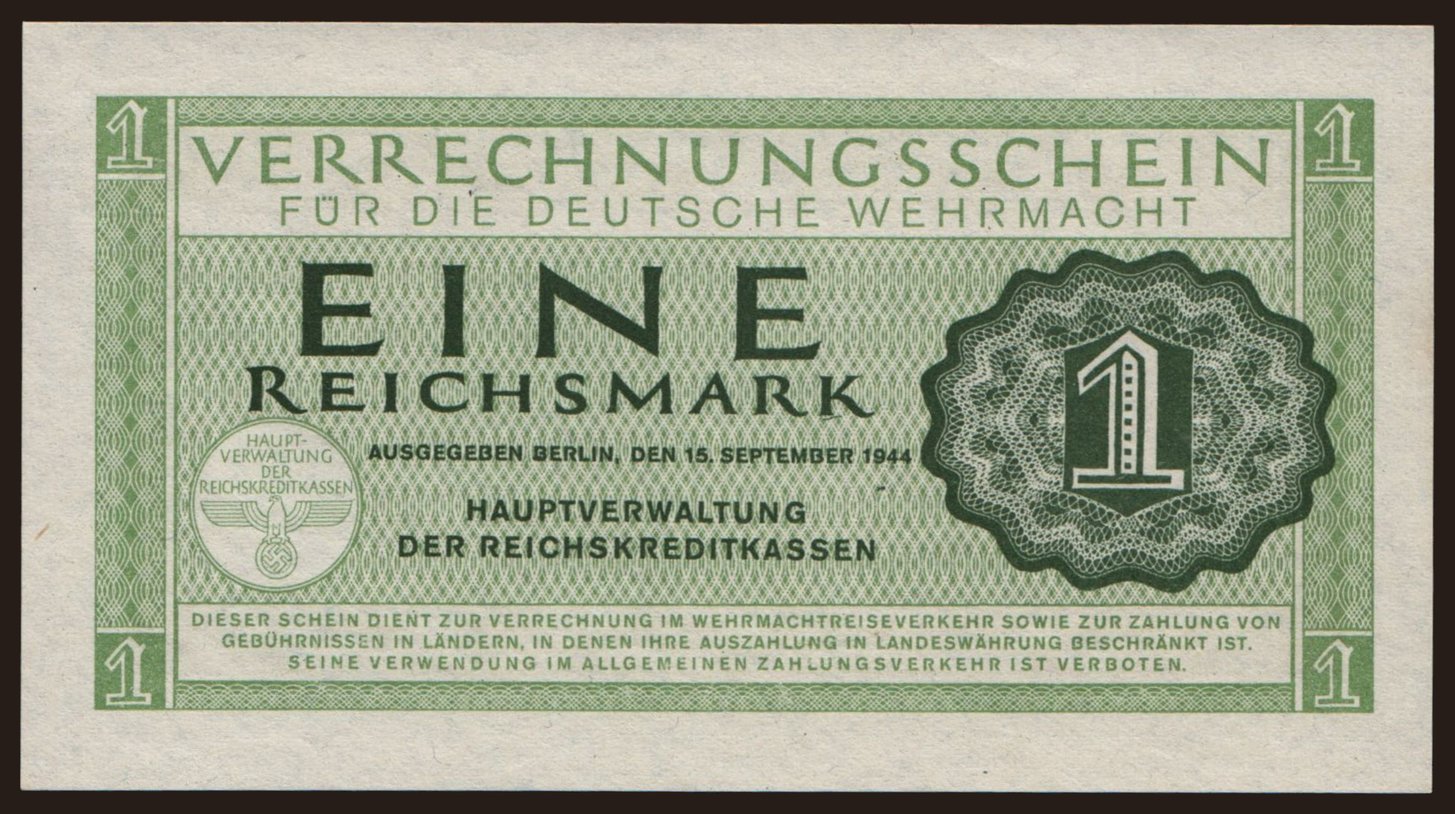 1
1
VERRECHNUNGSSCHEIN
FÜR DIE DEUTSCHE WEHRMACHT
EINE
REICHSMARK
1
HAUPT-
VERWALTUNG
DER
REICHSKREDITKASSEN
AUSGEGEBEN BERLIN, DEN 15. SEPTEMBER 1944
HAUPTVERWALTUNG
DER REICHSKREDITKASSEN
DIESER SCHEIN DIENT ZUR VERRECHNUNG IM WEHRMACHTREISEVERKEHR SOWIE ZUR ZAHLUNG VON
GEBÜHRNISSEN IN LÄNDERN, IN DENEN IHRE AUSZAHLUNG IN LANDESWÄHRUNG BESCHRÄNKT IST.
SEINE VERWENDUNG IM ALLGEMEINEN ZAHLUNGSVERKEHR IST VERBOTEN.
1
1